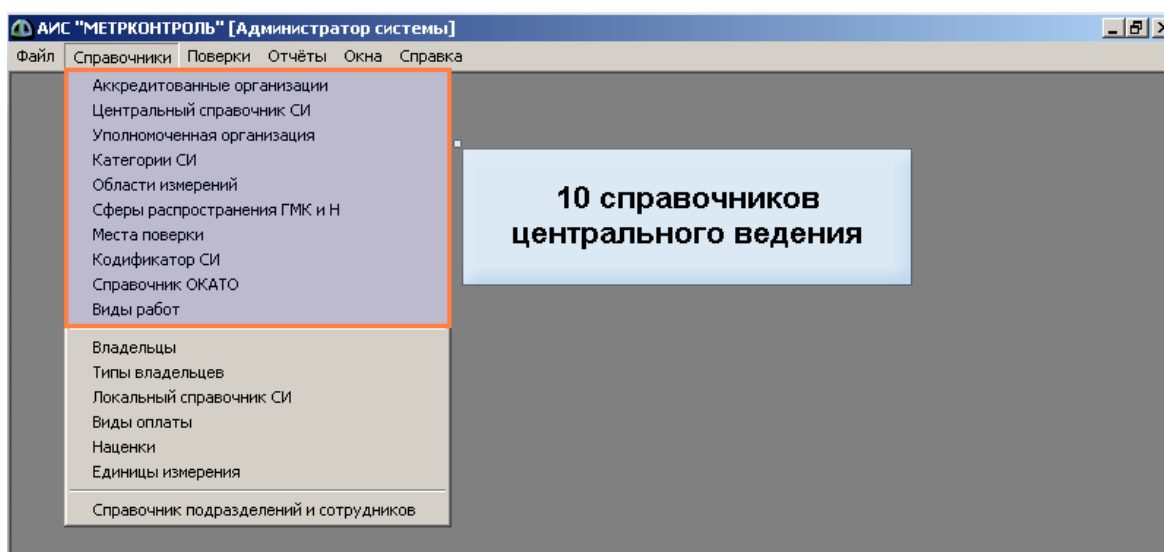 АИС "МЕТРКОНТРОЛЬ" [Администратор системы]
Файл Справочники Поверки Отчёты Окна Справка
Аккредитованные организации
Центральный справочник СИ
Уполномоченная организация
Категории СИ
Области измерений
Сферы распространения ГМК и Н
Места поверки
Кодификатор СИ
Справочник ОКАТО
Виды работ
10 справочников
центрального ведения
Владельцы
Типы владельцев
Локальный справочник СИ
Виды оплаты
Наценки
Единицы измерения
Справочник подразделений и сотрудников